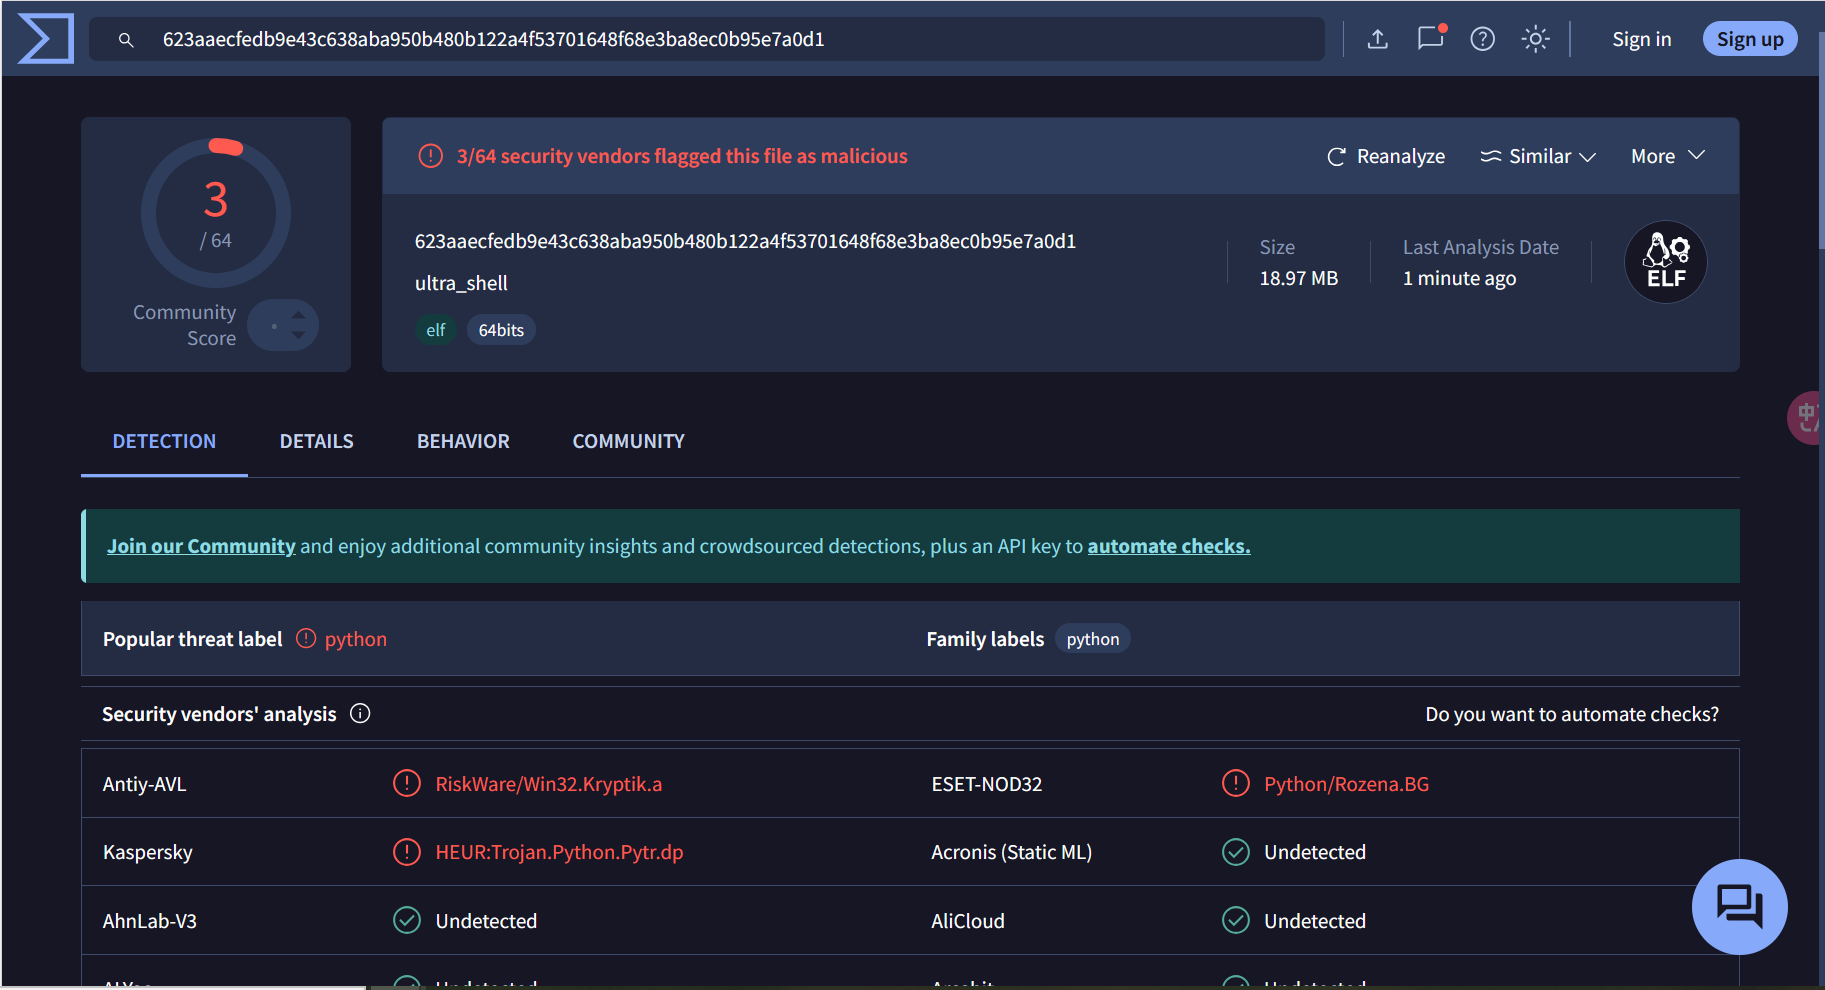 623aaecfedb9e43c638aba950b480b122a4f53701648f68e3ba8ec0b95e7a0d1
Sign in
Sign up
3
/ 64
Community
Score
3/64 security vendors flagged this file as malicious
Reanalyze
Similar
More
623aaecfedb9e43c638aba950b480b122a4f53701648f68e3ba8ec0b95e7a0d1
ultra_shell
elf
64bits
Size
18.97 MB
Last Analysis Date
1 minute ago
ELF
DETECTION
DETAILS
BEHAVIOR
COMMUNITY
Join our Community and enjoy additional community insights and crowdsourced detections, plus an API key to automate checks.
Popular threat label
python
Family labels
python
Security vendors' analysis
Do you want to automate checks?
Antiy-AVL
RiskWare/Win32.Kryptik.a
ESET-NOD32
Python/Rozena.BG
Kaspersky
HEUR:Trojan.Python.Pytr.dp
Acronis (Static ML)
Undetected
AhnLab-V3
Undetected
AliCloud
Undetected
Undetected
Undetected